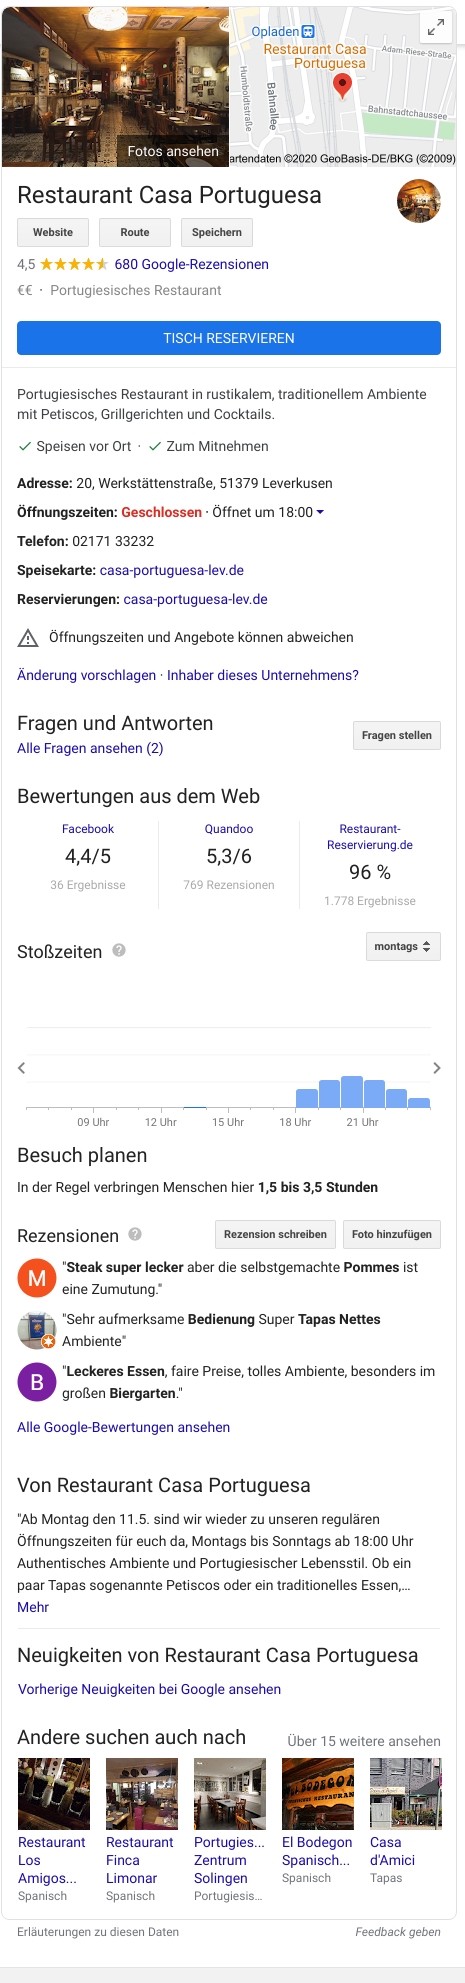 Opladen
Restaurant Casa
Portuguesa
Adam-Riese-Straße
Humboldtstraße
Bahnallee
Bahnstadtchaussee
Fotos ansehen
artendaten ©2020 GeoBasis-DE/BKG (©2009)
Restaurant Casa Portuguesa
Website Route Speichern
4,5 680 Google-Rezensionen
€€ · Portugiesisches Restaurant
TISCH RESERVIEREN
Portugiesisches Restaurant in rustikalem, traditionellem Ambiente
mit Petiscos, Grillgerichten und Cocktails.
Speisen vor Ort · Zum Mitnehmen
Adresse: 20, Werkstättenstraße, 51379 Leverkusen
Öffnungszeiten: Geschlossen · Öffnet um 18:00
Telefon: 02171 33232
Speisekarte: casa-portuguesa-lev.de
Reservierungen: casa-portuguesa-lev.de
Öffnungszeiten und Angebote können abweichen
Änderung vorschlagen · Inhaber dieses Unternehmens?
Fragen und Antworten
Alle Fragen ansehen (2)
Fragen stellen
Bewertungen aus dem Web
Facebook
4,4/5
36 Ergebnisse
Quandoo
5,3/6
769 Rezensionen
Restaurant-
Reservierung.de
96 %
1.778 Ergebnisse
Stoßzeiten ?
montags
09 Uhr 12 Uhr 15 Uhr 18 Uhr 21 Uhr
Besuch planen
In der Regel verbringen Menschen hier 1,5 bis 3,5 Stunden
Rezensionen ? Rezension schreiben Foto hinzufügen
M
"Steak super lecker aber die selbstgemachte Pommes ist
eine Zumutung."
"Sehr aufmerksame Bedienung Super Tapas Nettes
Ambiente"
B
"Leckeres Essen, faire Preise, tolles Ambiente, besonders im
großen Biergarten."
Alle Google-Bewertungen ansehen
Von Restaurant Casa Portuguesa
"Ab Montag den 11.5. sind wir wieder zu unseren regulären
Öffnungszeiten für euch da, Montags bis Sonntags ab 18:00 Uhr
Authentisches Ambiente und Portugiesischer Lebensstil. Ob ein
paar Tapas sogenannte Petiscos oder ein traditionelles Essen,…
Mehr
Neuigkeiten von Restaurant Casa Portuguesa
Vorherige Neuigkeiten bei Google ansehen
Andere suchen auch nach Über 15 weitere ansehen
Restaurant
Los
Amigos...
Spanisch
Restaurant
Finca
Limonar
Spanisch
Portugies...
Zentrum
Solingen
Portugiesis...
El Bodegon
Spanisch...
Spanisch
Casa
d'Amici
Tapas
Erläuterungen zu diesen Daten Feedback geben